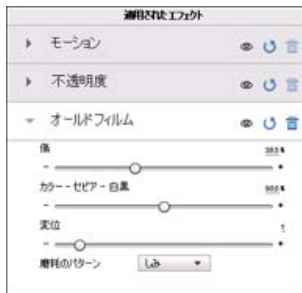 適用されたエフェクト
モーション
不透明度
オールドフィルム
傷
カラー - セピア - 白黒
変位
1
磨耗のパターン しみ